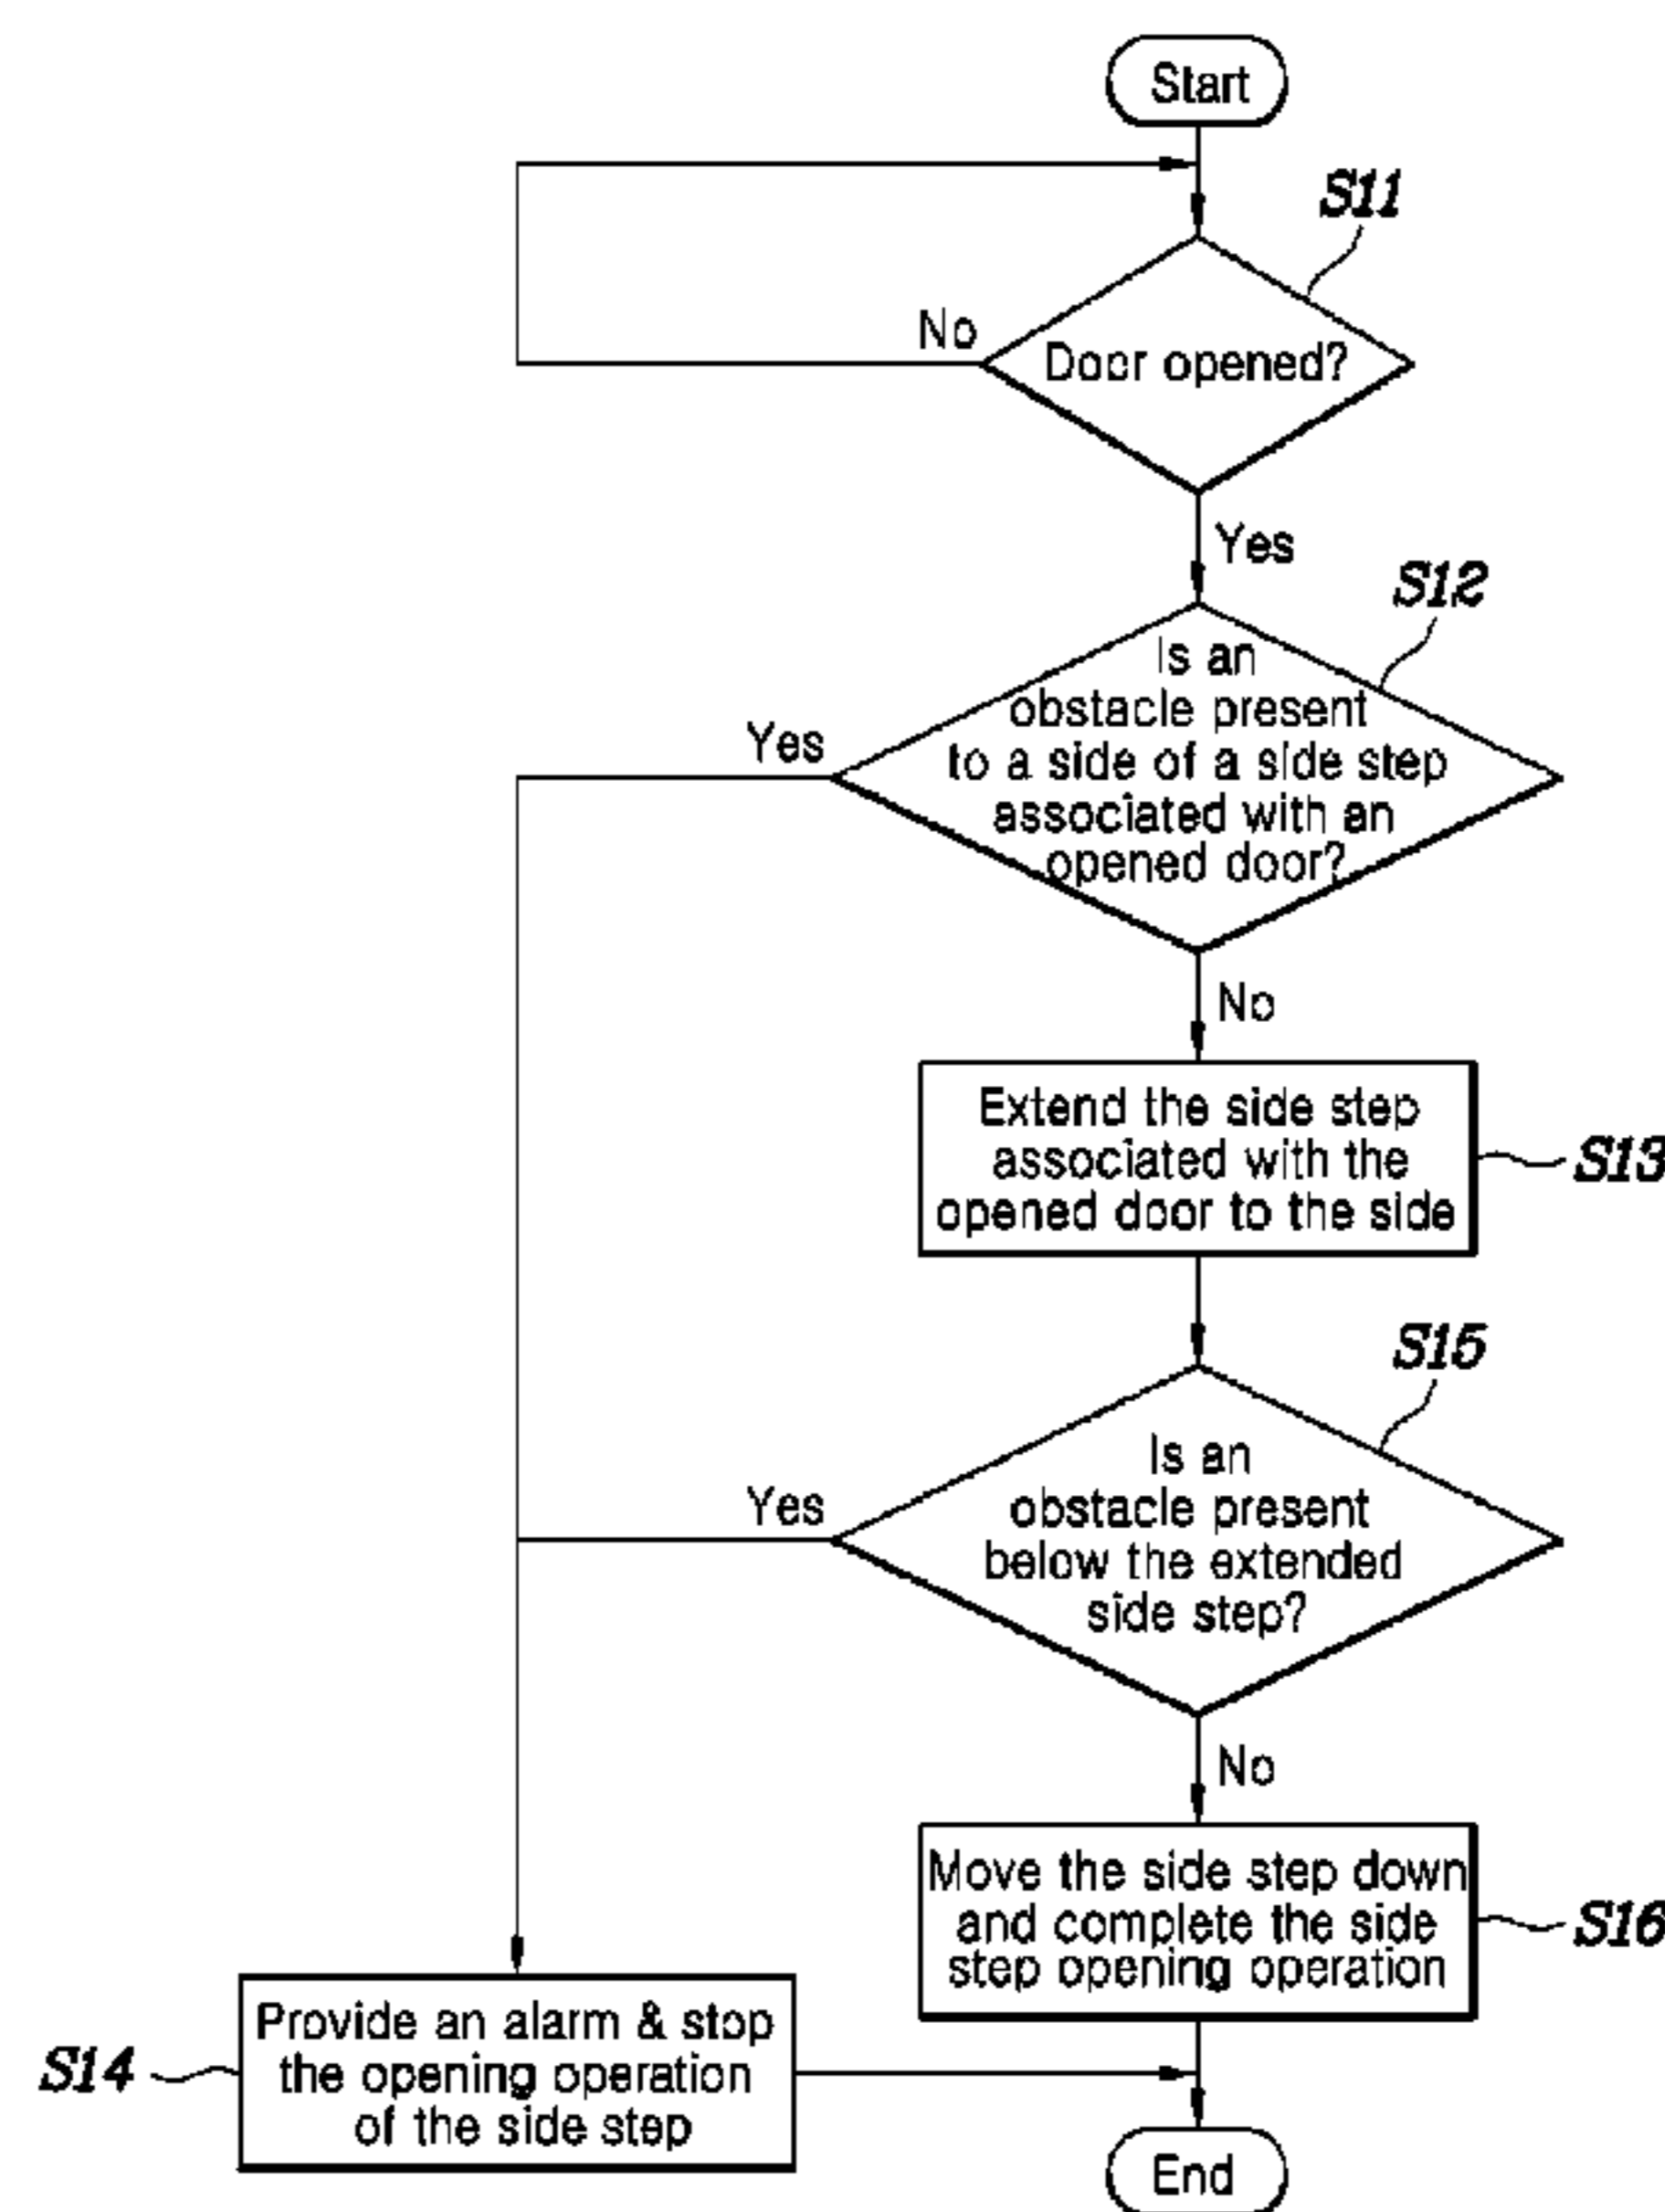 Start
S11
No
Door opened?
Yes
S12
Is an
obstacle present
to a side of a side step
associated with an
opened door?
Yes
No
Extend the side step
associated with the
opened door to the side
S13
S15
Is an
obstacle present
below the extended
side step?
Yes
No
Move the side step down
and complete the side
step opening operation
S16
Provide an alarm & stop
the opening operation
of the side step
S14
End